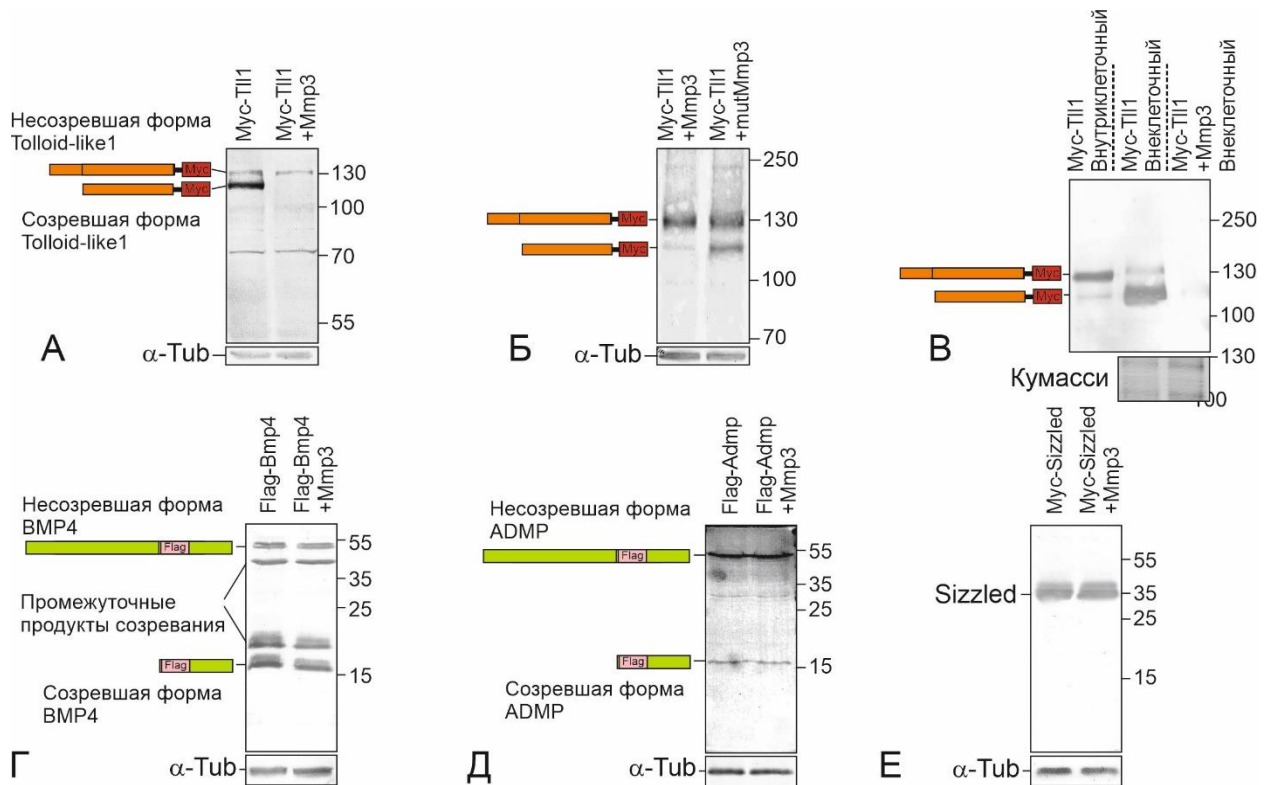 Myc-Tll1
Myc-Tll1
+Mmp3
Несозревшая форма
Tolloid-like1
Myc
Myc
Созревшая форма
Tolloid-like1
130
100
70
55
А
α-Tub
Myc-Tll1
+Mmp3
Myc-Tll1
+mutMmp3
Myc
Myc
250
130
100
70
Б
α-Tub
Myc-Tll1
Внутриклеточный
Myc-Tll1
Внеклеточный
Myc-Tll1
+Mmp3
Внеклеточный
Myc
Myc
250
130
100
В
Кумасси
130
100
Flag-Bmp4
Flag-Bmp4
+Mmp3
Несозревшая форма
BMP4
Flag
Промежуточные
продукты созревания
Flag
Созревшая форма
BMP4
55
35
25
15
Г
α-Tub
Flag-Admp
Flag-Admp
+Mmp3
Несозревшая форма
ADMP
Flag
Flag
Созревшая форма
ADMP
55
35
25
15
Д
α-Tub
Myc-Sizzled
Myc-Sizzled
+Mmp3
Sizzled
55
35
25
15
Е
α-Tub